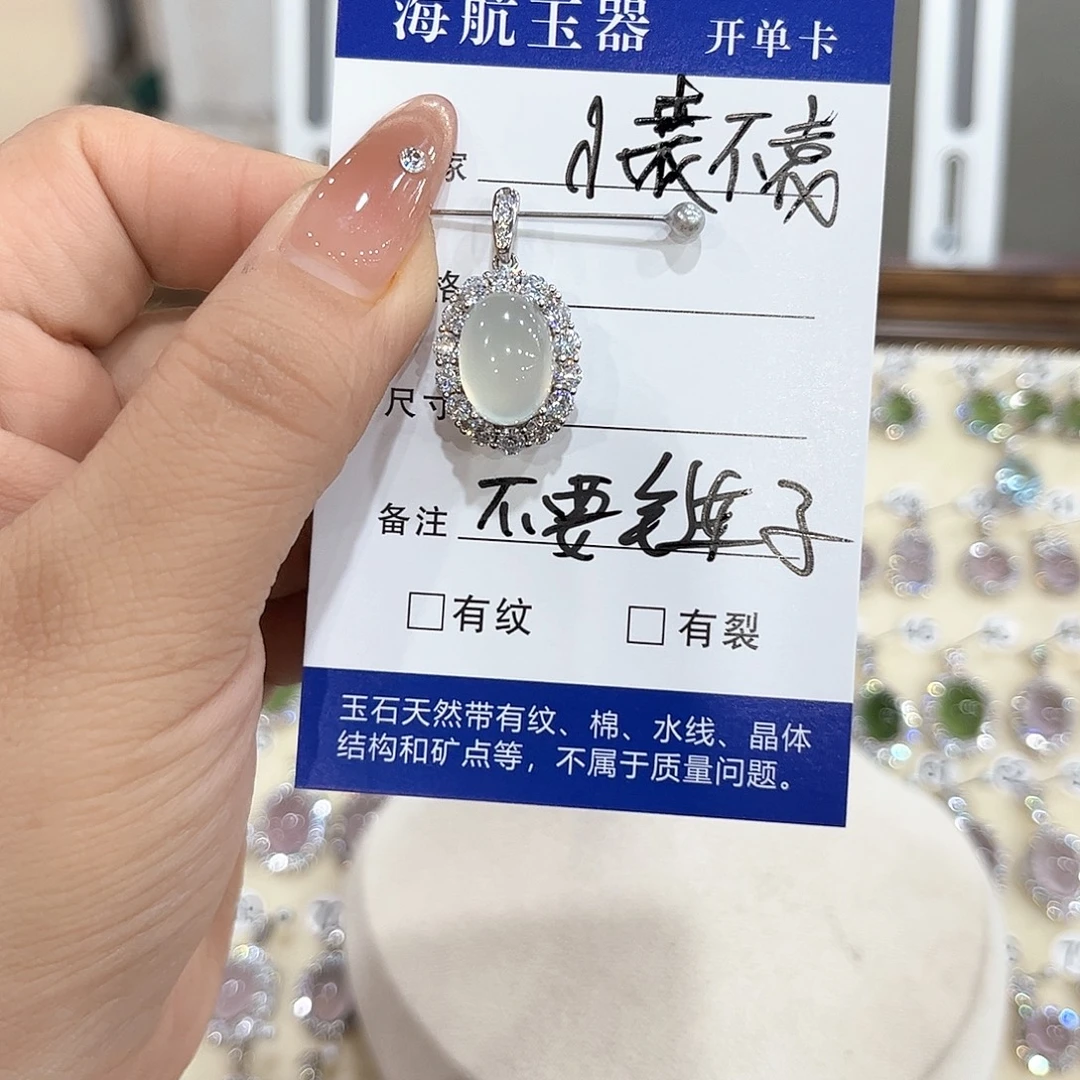 海航玉器 开单卡
家
格
尺寸
备注 不要毛
子
□有纹 □有裂
玉石天然带有纹、棉、水线、晶体
结构和矿点等，不属于质量问题。